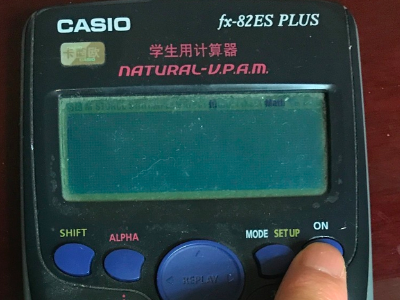 CASIO fx-82ES PLUS
学生用计算器
NATURAL-V.P.A.M.
SHIFT ALPHA MODE SETUP ON
REPLAY